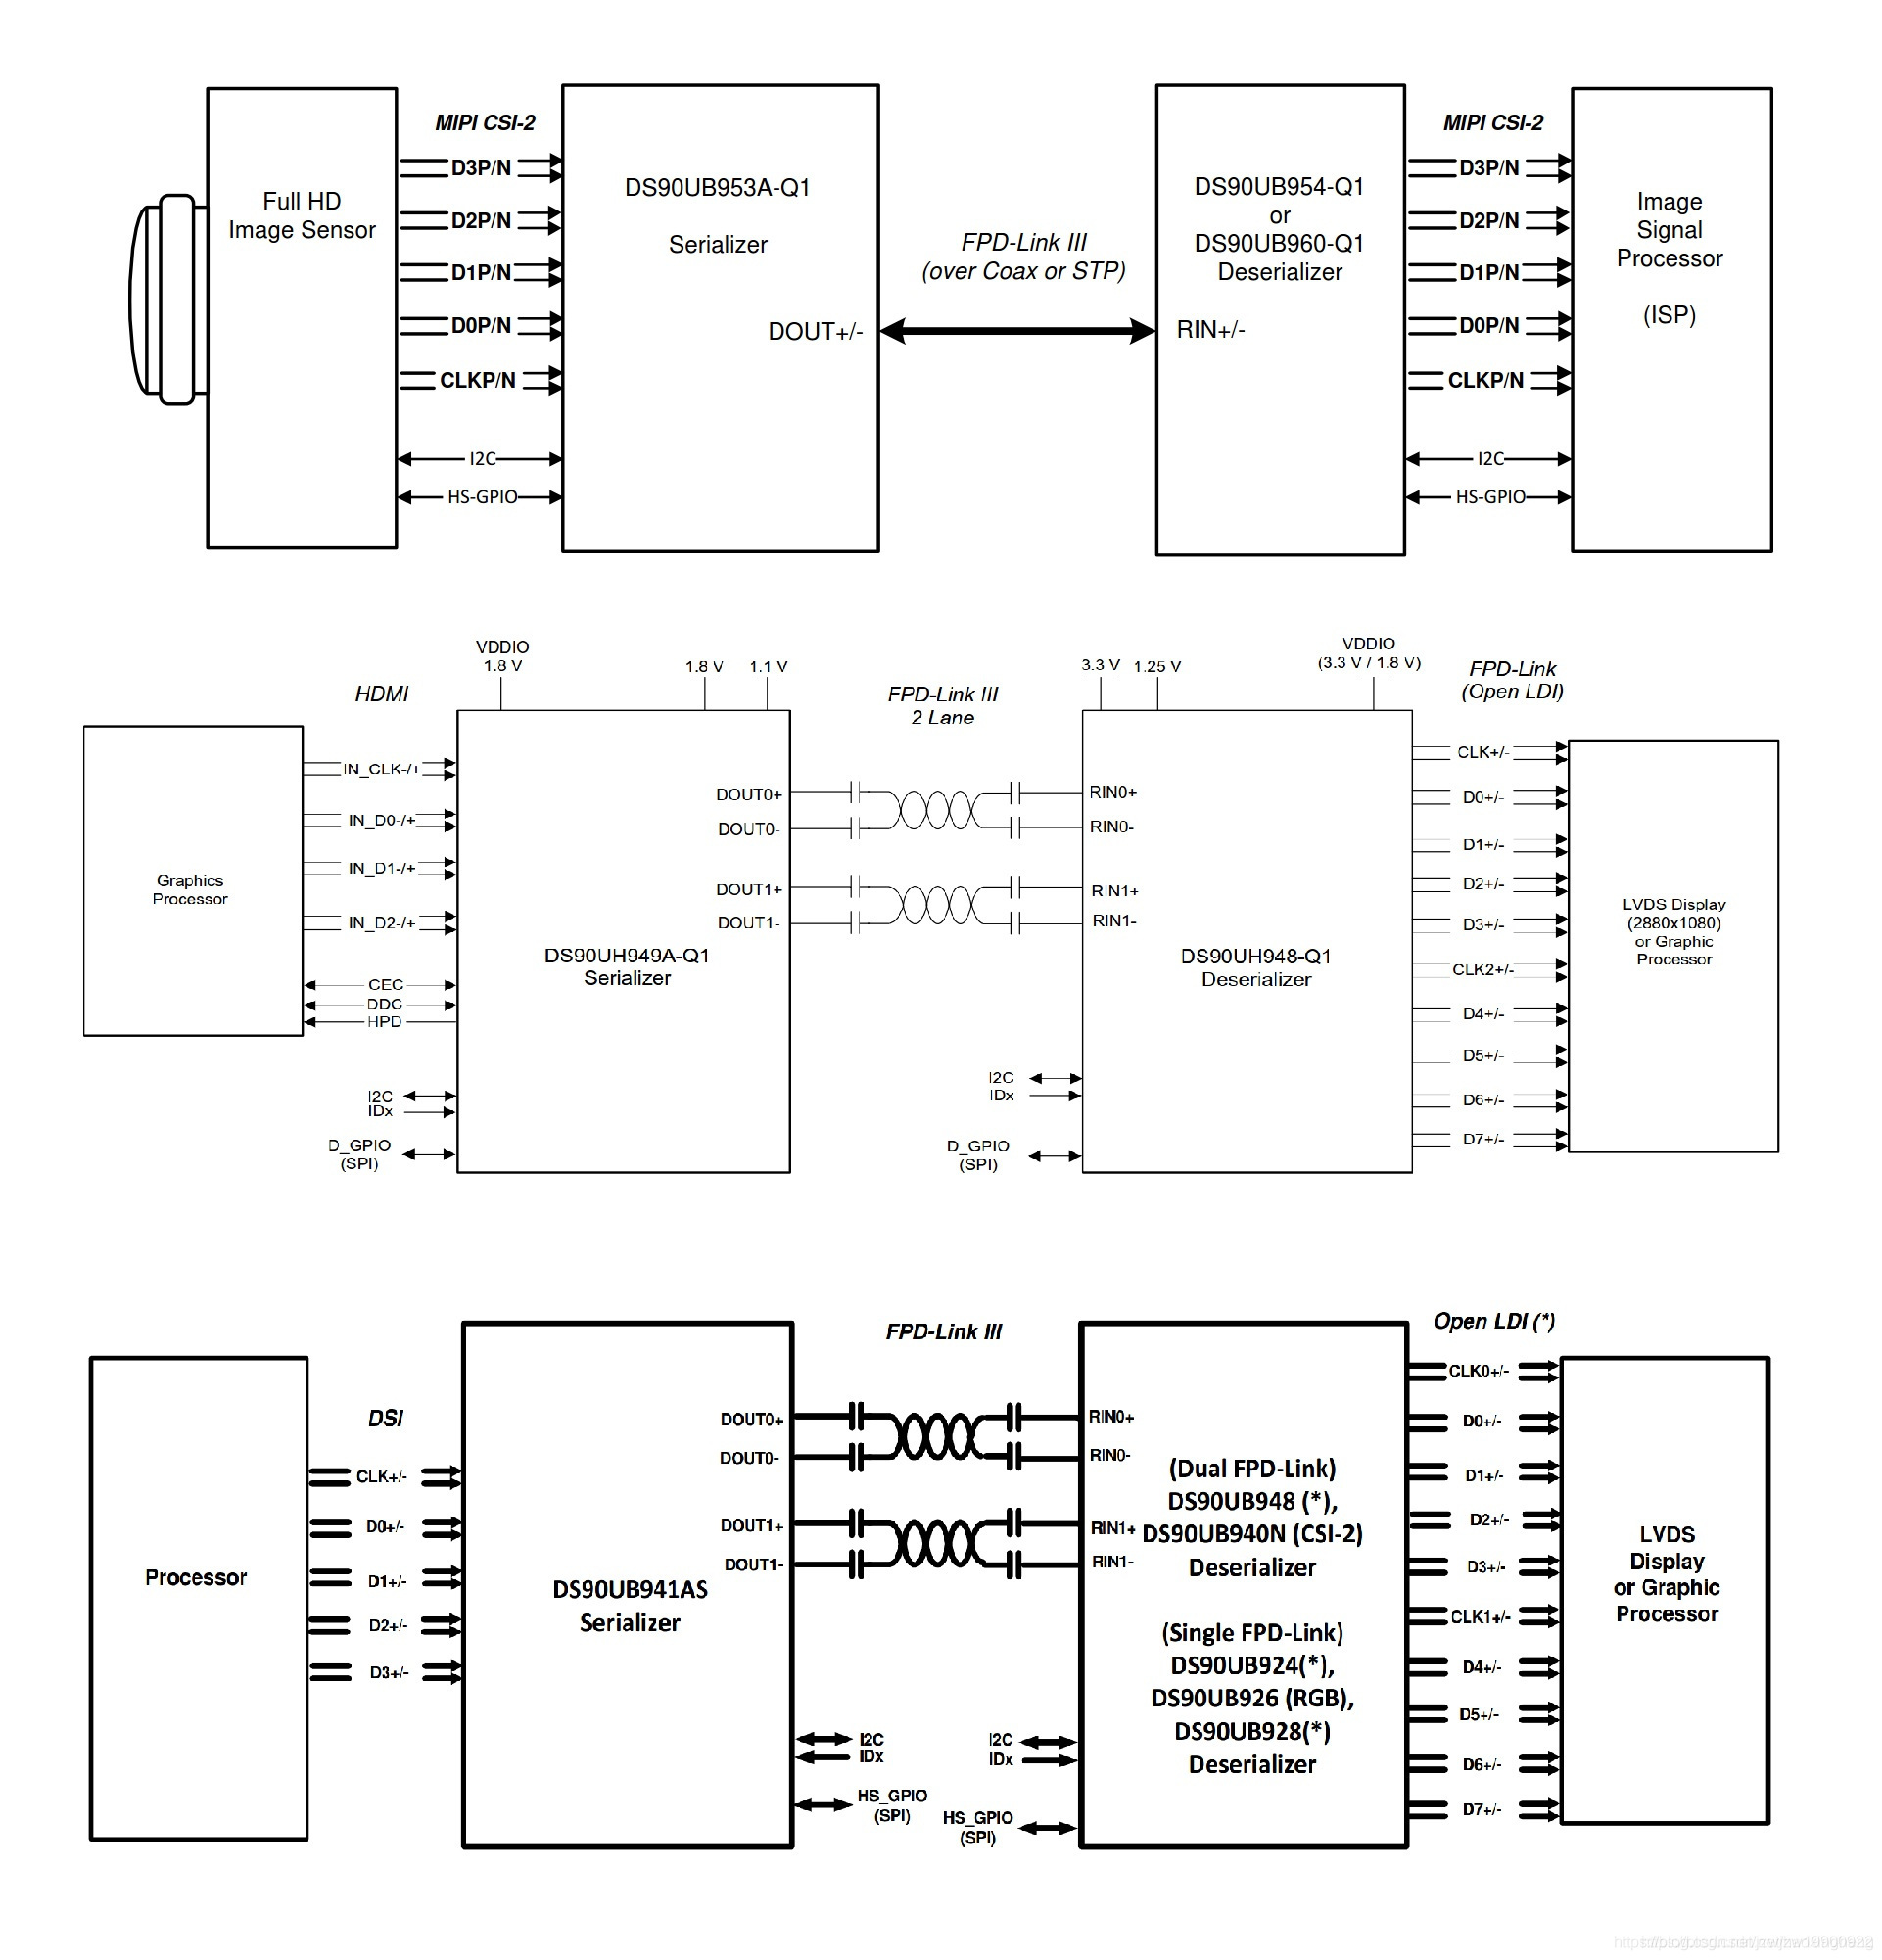 MIPI CSI-2
D3P/N
D2P/N
D1P/N
D0P/N
CLKP/N
I2C
HS-GPIO
Full HD
Image Sensor
DS90UB953A-Q1
Serializer
DOUT+/-
FPD-Link III
(over Coax or STP)
DS90UB954-Q1
or
DS90UB960-Q1
Deserializer
RIN+/-
MIPI CSI-2
D3P/N
D2P/N
D1P/N
D0P/N
CLKP/N
I2C
HS-GPIO
Image
Signal
Processor
(ISP)
HDMI
Graphics
Processor
IN_CLK-/+
IN_D0-/+
IN_D1-/+
IN_D2-/+
CEC
DDC
HPD
I2C
IDx
D_GPIO
(SPI)
VDDIO
1.8 V
1.8 V
1.1 V
DOUT0+
DOUT0-
DOUT1+
DOUT1-
DS90UH949A-Q1
Serializer
FPD-Link III
2 Lane
3.3 V
1.25 V
VDDIO
(3.3 V / 1.8 V)
RIN0+
RIN0-
RIN1+
RIN1-
DS90UH948-Q1
Deserializer
I2C
IDx
D_GPIO
(SPI)
FPD-Link
(Open LDI)
CLK+/-
D0+/-
D1+/-
D2+/-
D3+/-
CLK2+/-
D4+/-
D5+/-
D6+/-
D7+/-
LVDS Display
(2880x1080)
or Graphic
Processor
Processor
DSI
CLK+/-
D0+/-
D1+/-
D2+/-
D3+/-
DOUT0+
DOUT0-
DOUT1+
DOUT1-
DS90UB941AS
Serializer
I2C
IDx
HS_GPIO
(SPI)
FPD-Link III
RIN0+
RIN0-
RIN1+
RIN1-
(Dual FPD-Link)
DS90UB948 (*),
DS90UB940N (CSI-2)
Deserializer
(Single FPD-Link)
DS90UB924(*),
DS90UB926 (RGB),
DS90UB928(*)
Deserializer
I2C
IDx
HS_GPIO
(SPI)
Open LDI (*)
CLK0+/-
D0+/-
D1+/-
D2+/-
D3+/-
CLK1+/-
D4+/-
D5+/-
D6+/-
D7+/-
LVDS
Display
or Graphic
Processor